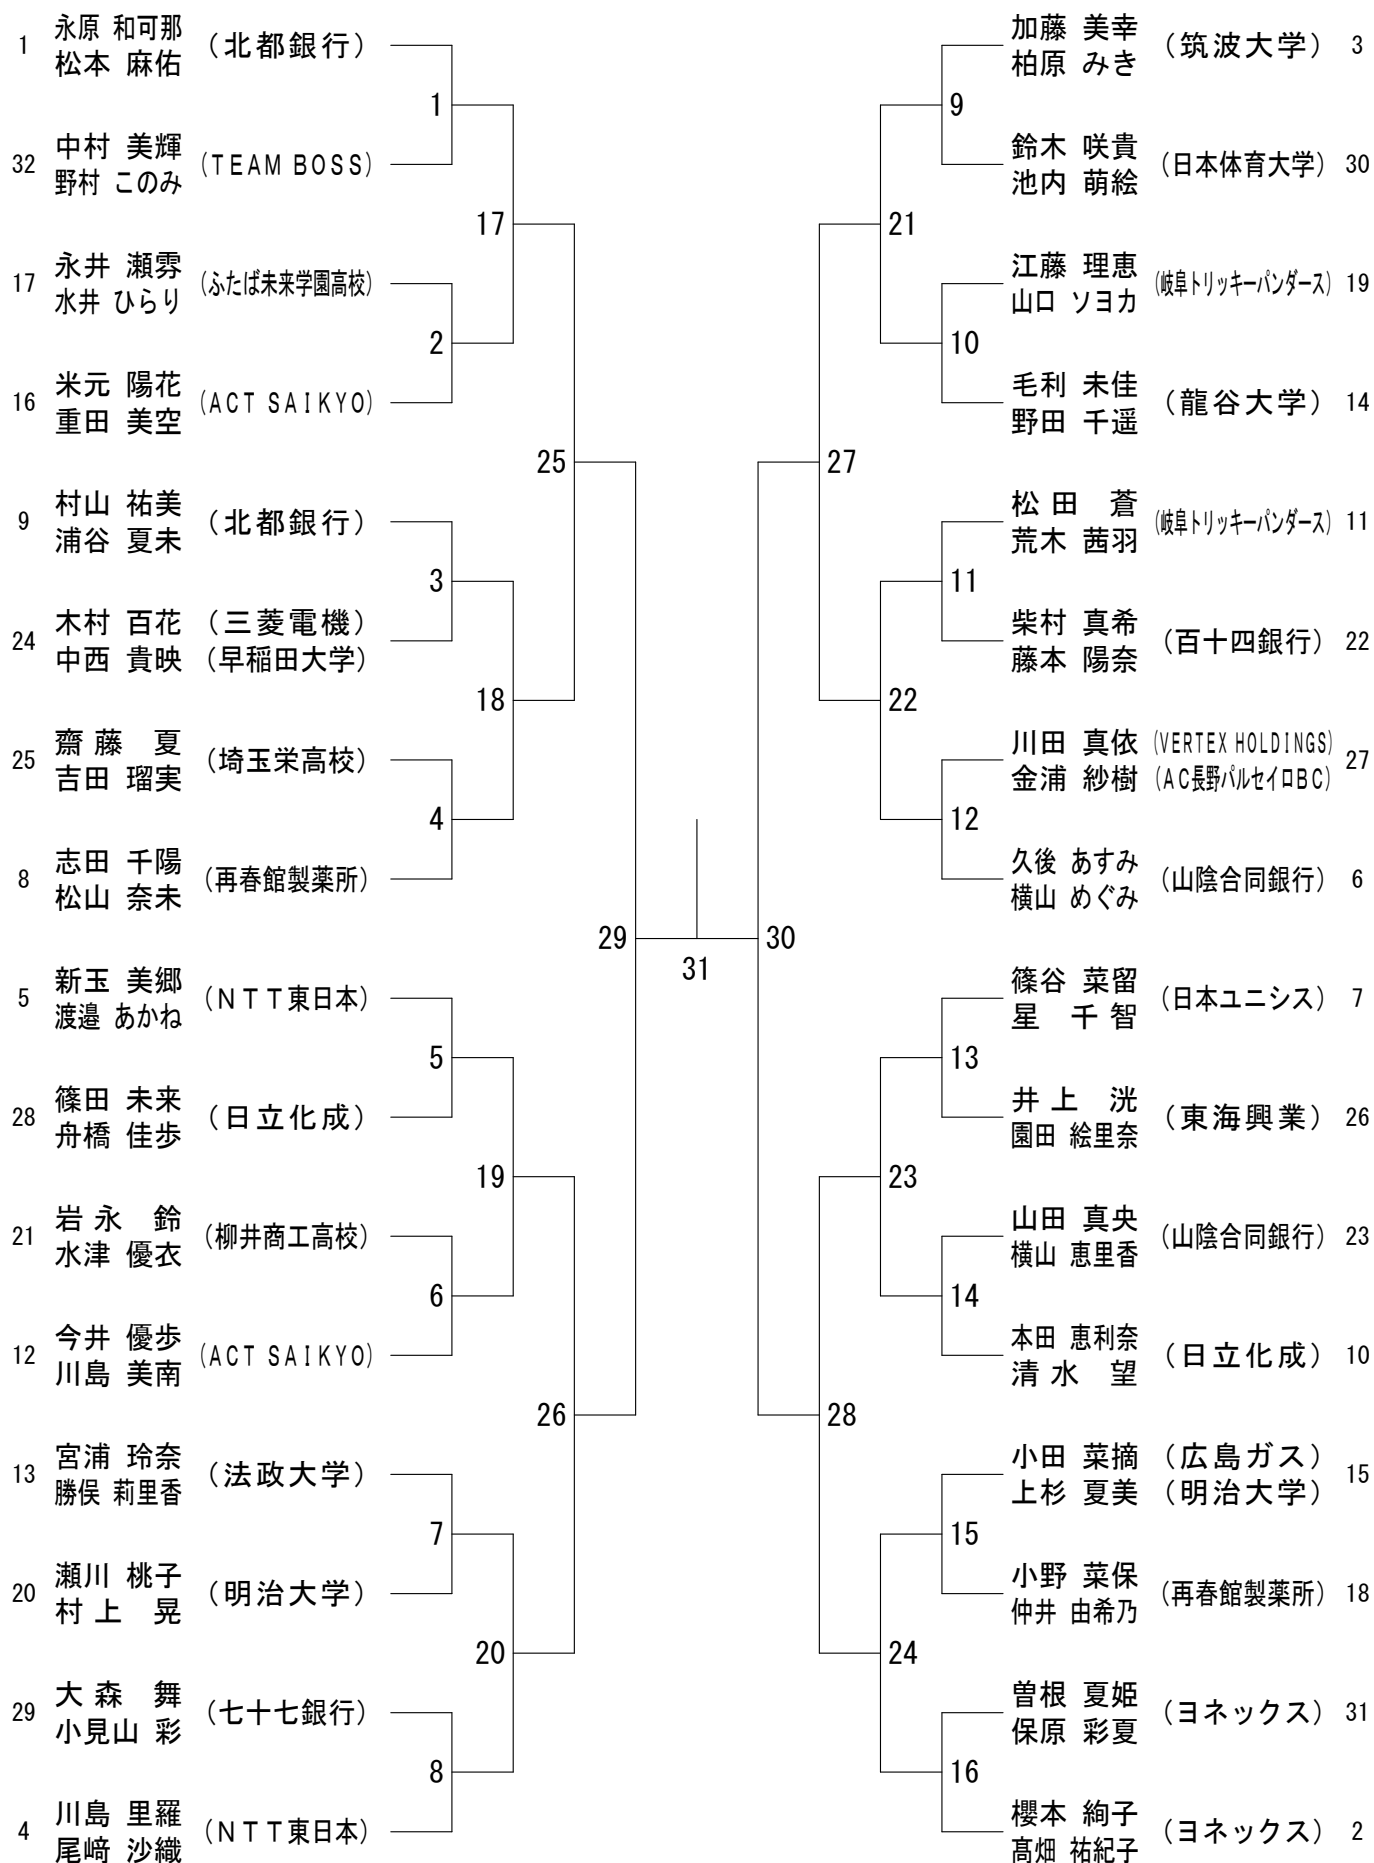 1 永原 和可那 (北都銀行)
松本 麻佑
1
32 中村 美輝 (TEAM BOSS)
野村 このみ
17
17 永井 瀬雰 (ふたば未来学園高校)
水井 ひらり
2
16 米元 陽花 (ACT SAIKYO)
重田 美空
25
9 村山 祐美 (北都銀行)
浦谷 夏未
3
24 木村 百花 (三菱電機)
中西 貴映 (早稲田大学)
18
25 齋藤 夏 (埼玉栄高校)
吉田 瑠実
4
8 志田 千陽 (再春館製薬所)
松山 奈未
29
5 新玉 美郷 (NTT東日本)
渡邉 あかね
5
28 篠田 未来 (日立化成)
舟橋 佳歩
19
21 岩永 鈴 (柳井商工高校)
水津 優衣
6
12 今井 優歩 (ACT SAIKYO)
川島 美南
26
13 宮浦 玲奈 (法政大学)
勝俣 莉里香
7
20 瀬川 桃子 (明治大学)
村上 晃
20
29 大森 舞 (七十七銀行)
小見山 彩
8
4 川島 里羅 (NTT東日本)
尾﨑 沙織
31
加藤 美幸 (筑波大学) 3
柏原 みき
9
鈴木 咲貴 (日本体育大学) 30
池内 萌絵
21
江藤 理恵 (岐阜トリッキーパンダース) 19
山口 ソヨカ
10
毛利 未佳 (龍谷大学) 14
野田 千遥
27
松田 蒼 (岐阜トリッキーパンダース) 11
荒木 茜羽
11
柴村 真希 (百十四銀行) 22
藤本 陽奈
22
川田 真依 (VERTEX HOLDINGS) 27
金浦 紗樹 (AC長野パルセイロBC)
12
久後 あすみ (山陰合同銀行) 6
横山 めぐみ
30
篠谷 菜留 (日本ユニシス) 7
星 千智
13
井上 洸 (東海興業) 26
園田 絵里奈
23
山田 真央 (山陰合同銀行) 23
横山 恵里香
14
本田 恵利奈 (日立化成) 10
清水 望
28
小田 菜摘 (広島ガス) 15
上杉 夏美 (明治大学)
15
小野 菜保 (再春館製薬所) 18
仲井 由希乃
24
曽根 夏姫 (ヨネックス) 31
保原 彩夏
16
櫻本 絢子 (ヨネックス) 2
髙畑 祐紀子